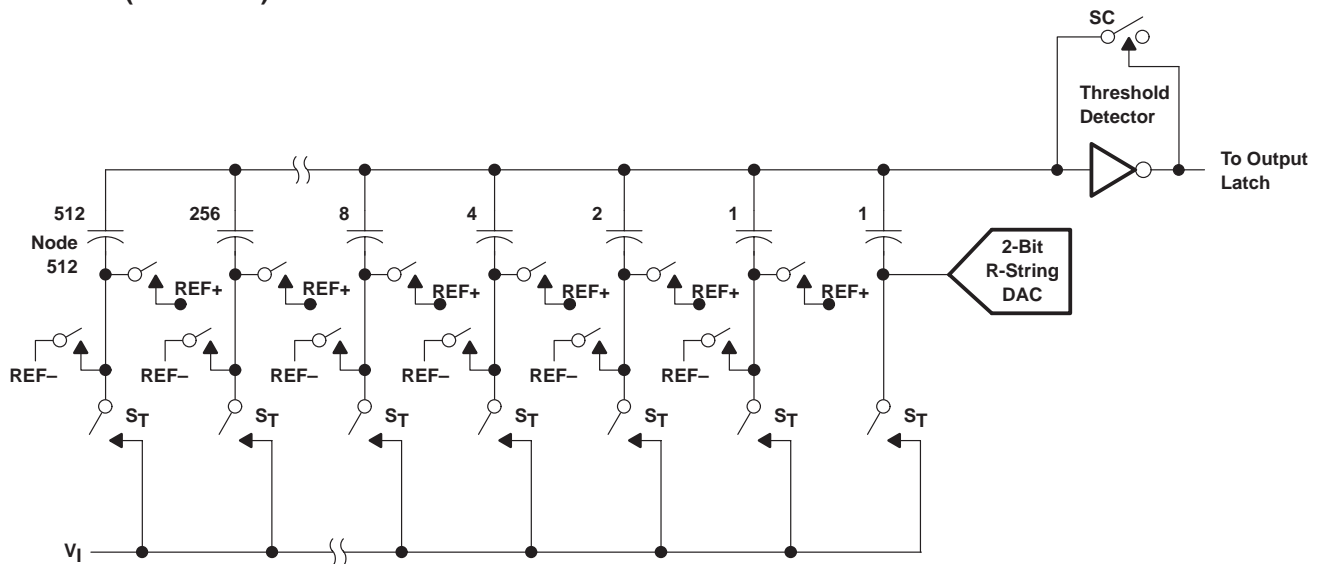 SC
Threshold
Detector
To Output
Latch
512
256
8
4
2
1
1
Node
512
2-Bit
R-String
DAC
REF+
REF+
REF+
REF+
REF+
REF+
REF–
REF–
REF–
REF–
REF–
REF–
ST
ST
ST
ST
ST
ST
ST
VI